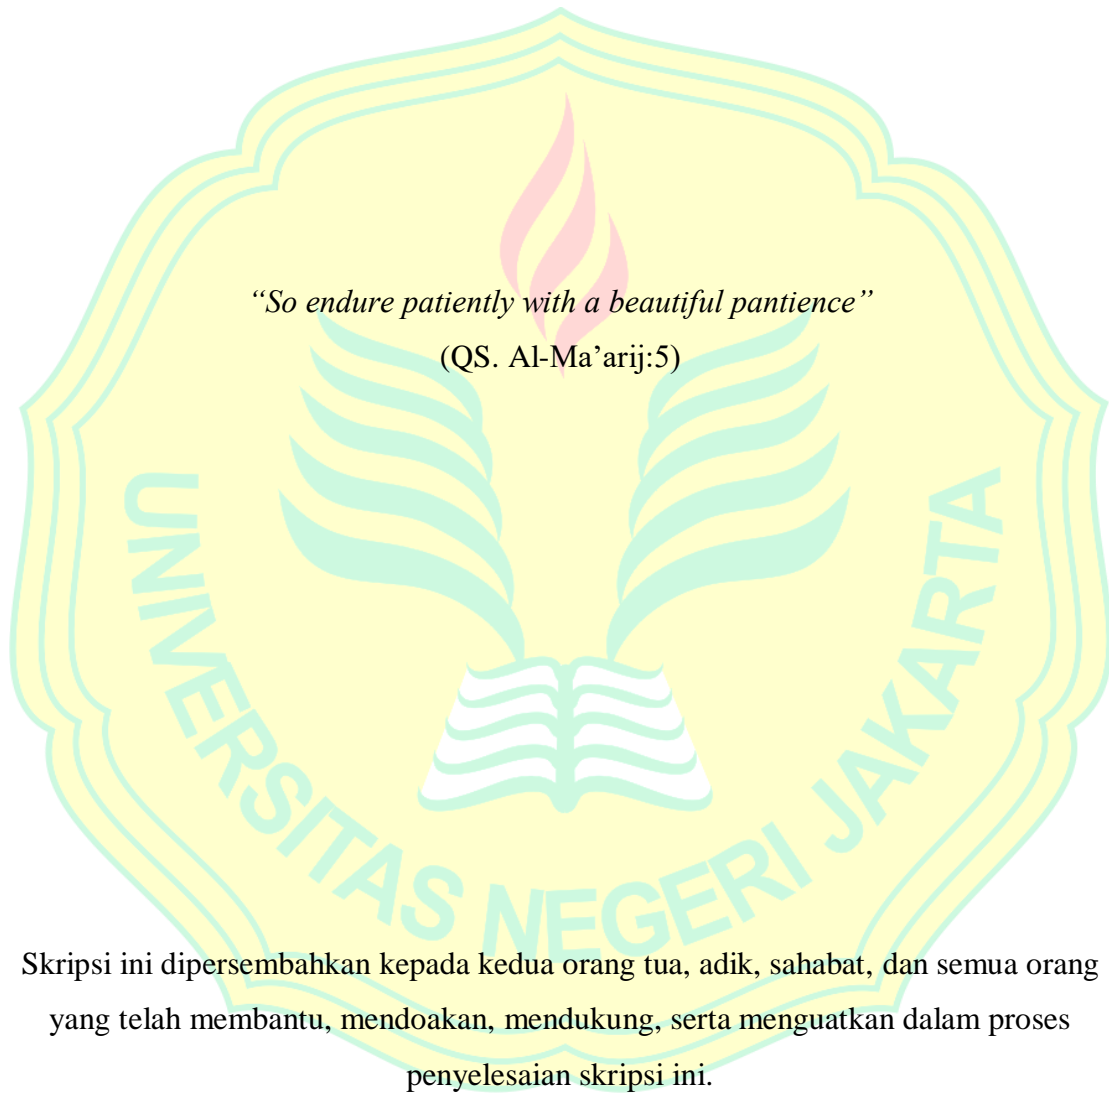 “So endure patiently with a beautiful pantience”
(QS. Al-Ma’arij:5)
UNIVERSITAS NEGERI JAKARTA
Skripsi ini dipersembahkan kepada kedua orang tua, adik, sahabat, dan semua orang
yang telah membantu, mendoakan, mendukung, serta menguatkan dalam proses
penyelesaian skripsi ini.